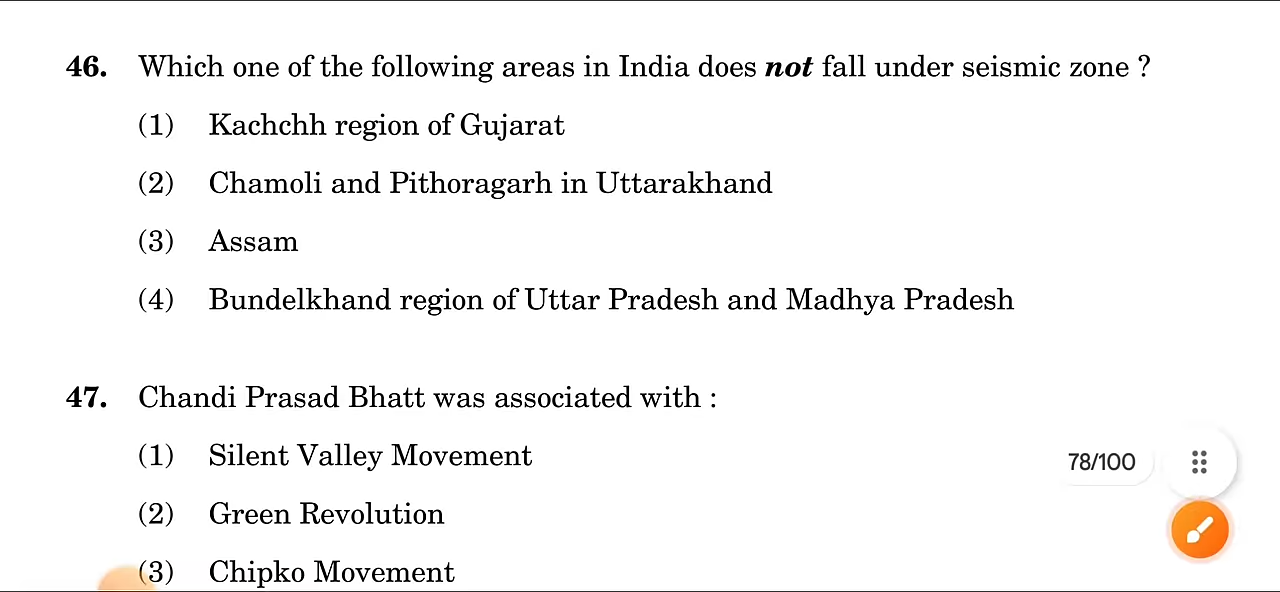 46. Which one of the following areas in India does not fall under seismic zone ?
(1) Kachchh region of Gujarat
(2) Chamoli and Pithoragarh in Uttarakhand
(3) Assam
(4) Bundelkhand region of Uttar Pradesh and Madhya Pradesh
47. Chandi Prasad Bhatt was associated with :
(1) Silent Valley Movement
78/100
(2) Green Revolution
(3) Chipko Movement